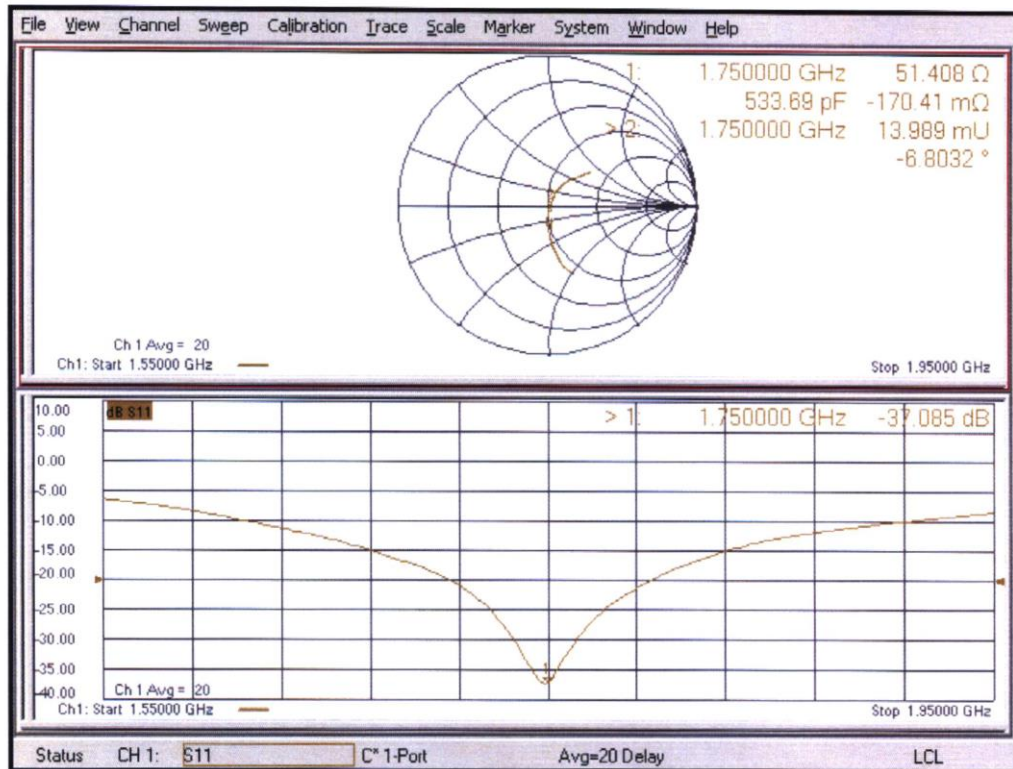 File View Channel Sweep Calibration Trace Scale Marker System Window Help
1: 1.750000 GHz 51.408 Ω
533.69 pF -170.41 mΩ
> 2: 1.750000 GHz 13.989 mU
-6.8032 °
Ch 1 Avg = 20
Ch1: Start 1.55000 GHz
Stop 1.95000 GHz
10.00 dB S11
> 1: 1.750000 GHz -37.085 dB
5.00
0.00
-5.00
-10.00
-15.00
-20.00
-25.00
-30.00
-35.00
-40.00
1
Ch 1 Avg = 20
Ch1: Start 1.55000 GHz
Stop 1.95000 GHz
Status CH 1: S11 C* 1-Port Avg=20 Delay LCL